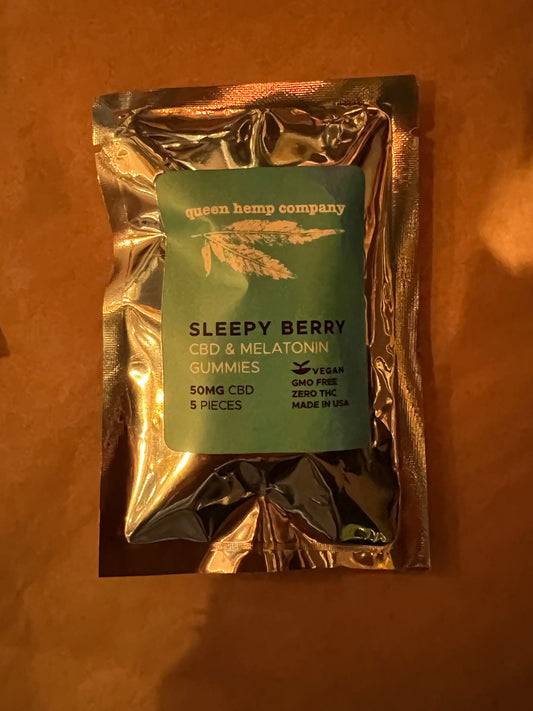 queen hemp company
SLEEPY BERRY
CBD & MELATONIN
GUMMIES
50MG CBD
5 PIECES
VEGAN
GMO FREE
ZERO THC
MADE IN USA